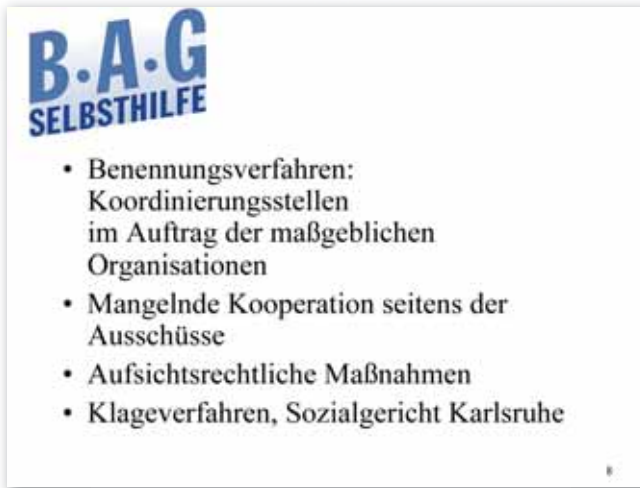 B·A·G
SELBSTHILFE
• Benennungsverfahren:
Koordinierungsstellen
im Auftrag der maßgeblichen
Organisationen
• Mangelnde Kooperation seitens der
Ausschüsse
• Aufsichtsrechtliche Maßnahmen
• Klageverfahren, Sozialgericht Karlsruhe